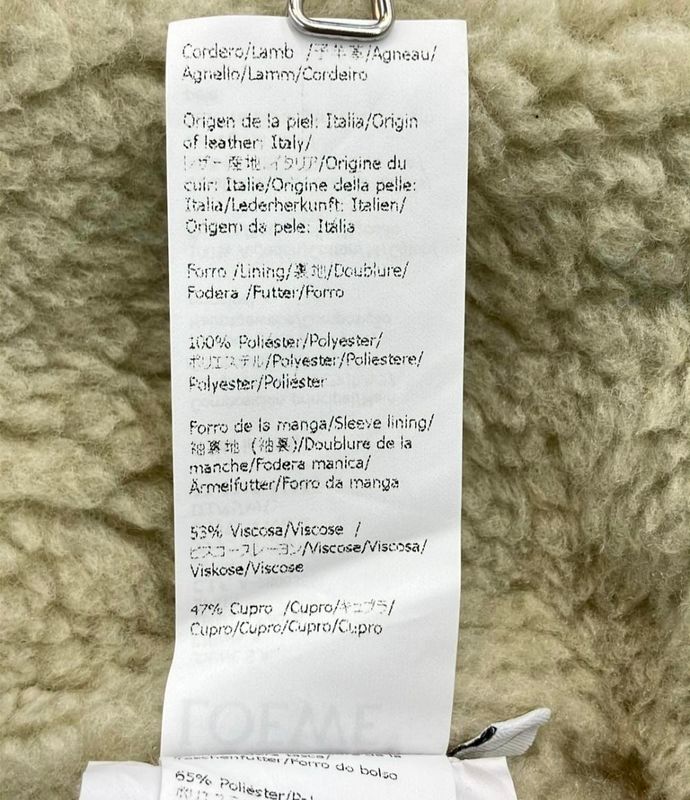 Cordero/Lamb /子羊革/Agneau/
Agnello/Lamm/Cordeiro
Origen de la piel: Italia/Origin
of leather: Italy/
レザー産地:イタリア/Origine du
cuir: Italie/Origine della pelle:
Italia/Lederherkunft: Italien/
Origem da pele: Itália
Forro /Lining/裏地/Doublure/
Fodera /Futter/Forro
100% Poliéster/Polyester/
ポリエステル/Polyester/Poliestere/
Polyester/Poliéster
Forro de la manga/Sleeve lining/
袖裏地 (袖裏)/Doublure de la
manche/Fodera manica/
Ärmelfutter/Forro da manga
53% Viscosa/Viscose /
ビスコースレーヨン/Viscose/Viscosa/
Viskose/Viscose
47% Cupro /Cupro/キュプラ/
Cupro/Cupro/Cupro/Cupro
LOEWE
/Forro do bolso
65% Poliéster/